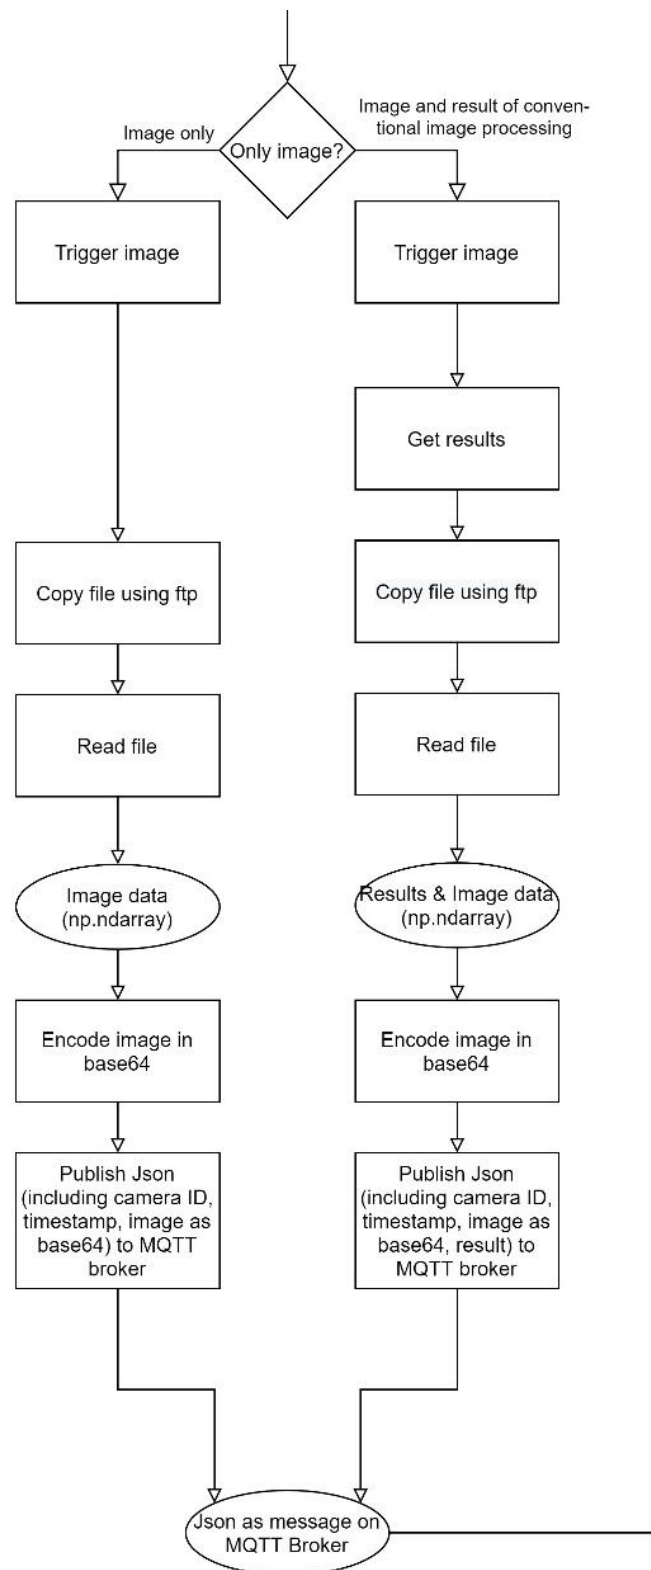 Image and result of conven-
tional image processing
Image only
Only image?
Trigger image
Trigger image
Get results
Copy file using ftp
Copy file using ftp
Read file
Read file
Image data
(np.ndarray)
Results & Image data
(np.ndarray)
Encode image in
base64
Encode image in
base64
Publish Json
(including camera ID,
timestamp, image as
base64) to MQTT
broker
Publish Json
(including camera ID,
timestamp, image as
base64, result) to
MQTT broker
Json as message on
MQTT Broker